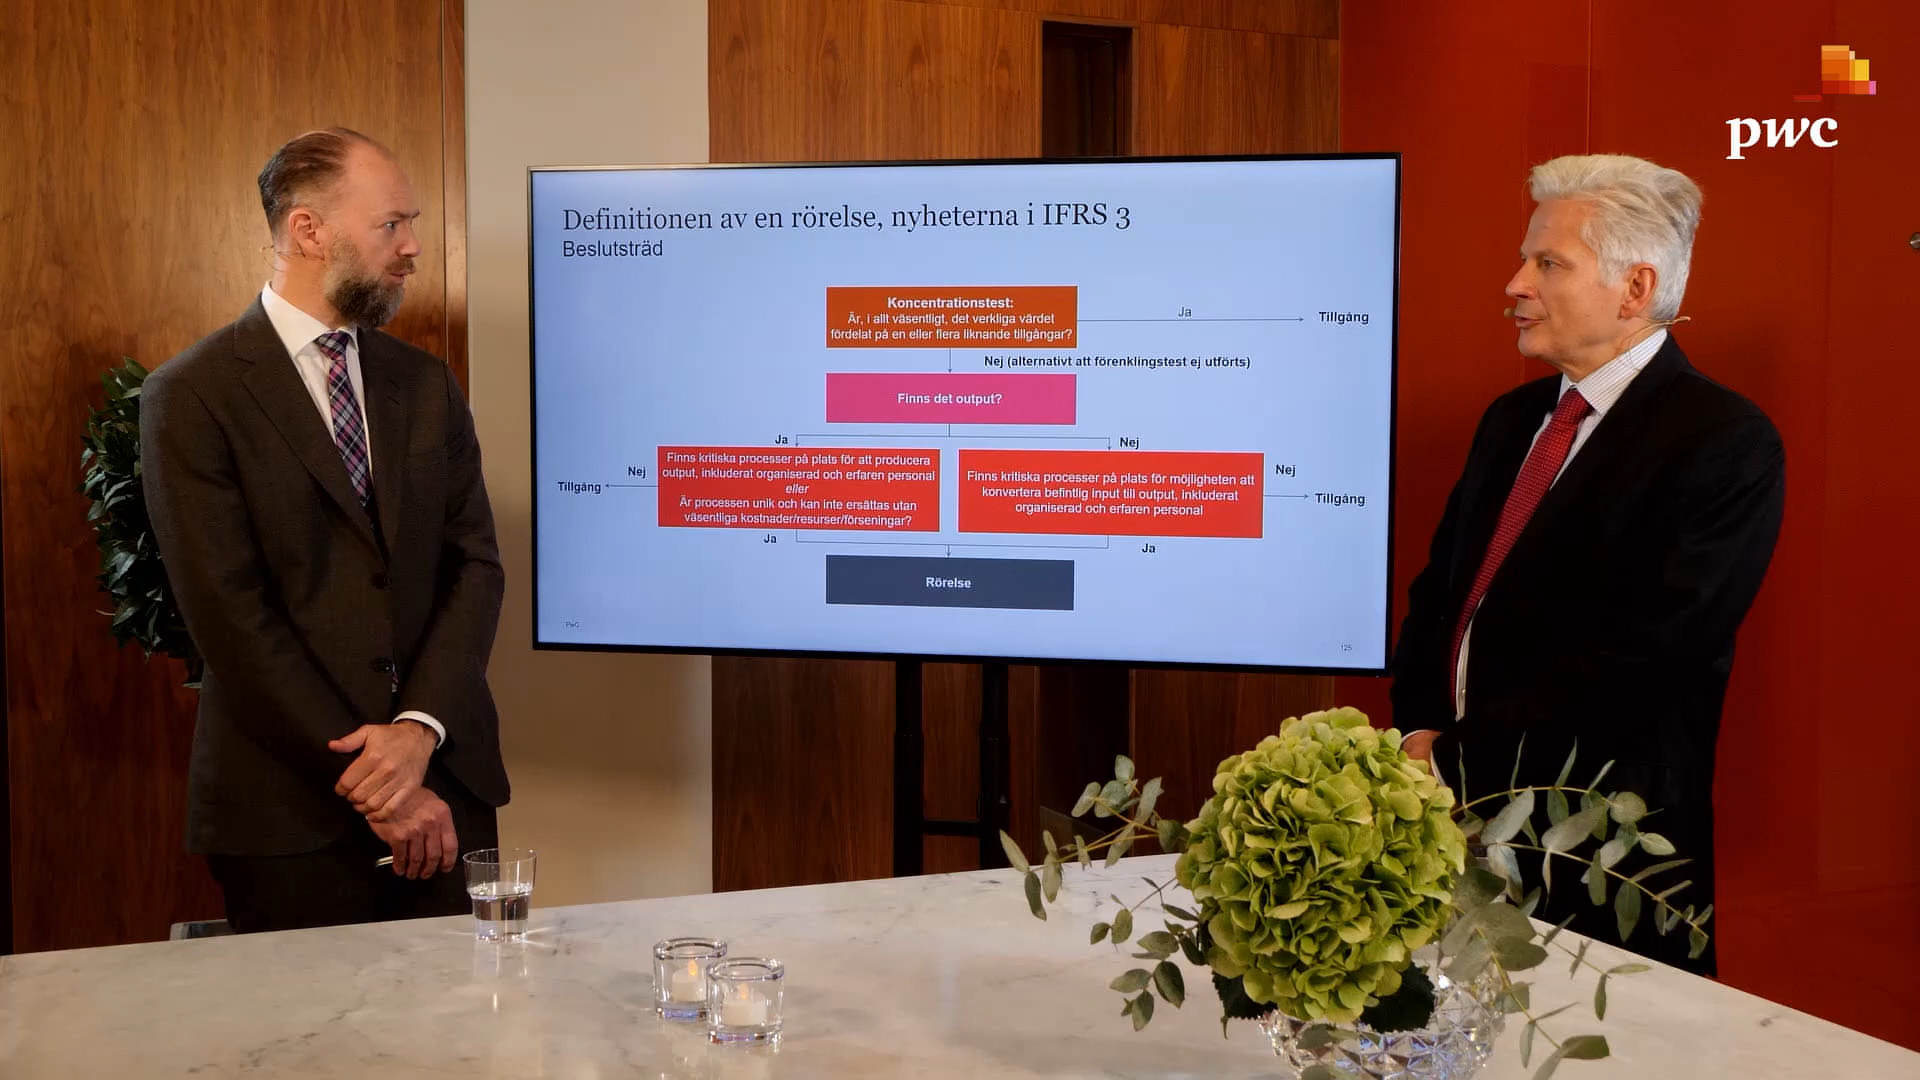 pwc
Definitionen av en rörelse, nyheterna i IFRS 3
Beslutsträd
Koncentrationstest:
Är, i allt väsentligt, det verkliga värdet
fördelat på en eller flera liknande tillgångar?
Ja
Tillgång
Nej (alternativt att förenklingstest ej utförts)
Finns det output?
Ja
Nej
Nej
Tillgång
Finns kritiska processer på plats för att producera
output, inkluderat organiserad och erfaren personal
eller
Är processen unik och kan inte ersättas utan
väsentliga kostnader/resurser/förseningar?
Finns kritiska processer på plats för möjligheten att
konvertera befintlig input till output, inkluderat
organiserad och erfaren personal
Nej
Tillgång
Ja
Ja
Rörelse
PwC
125